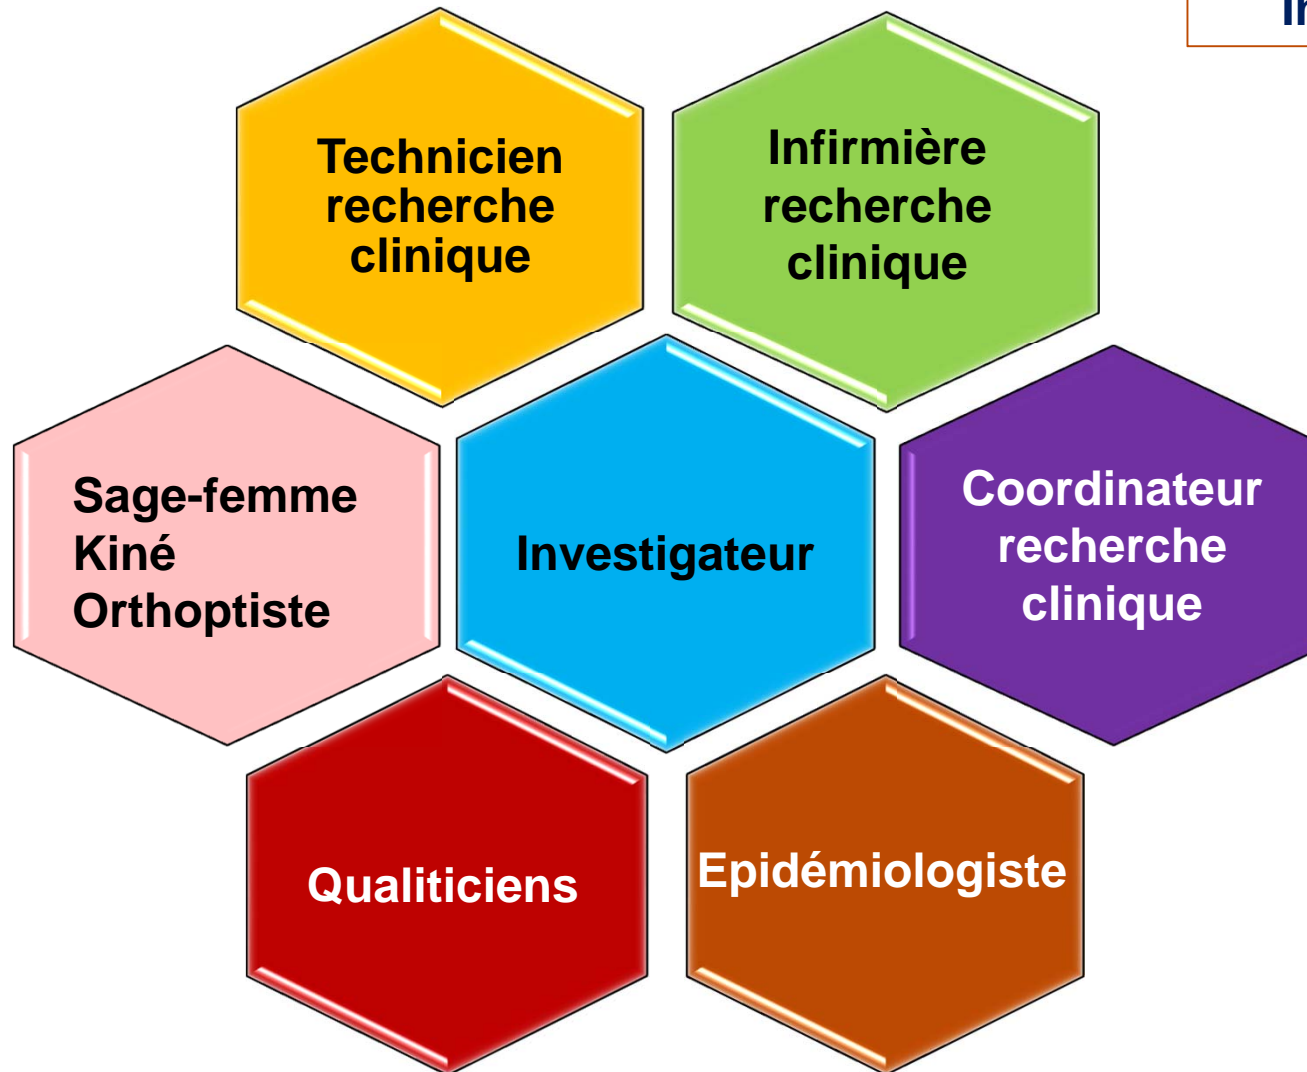 Technicien
recherche
clinique
Infirmière
recherche
clinique
Sage-femme
Kiné
Orthoptiste
Investigateur
Coordinateur
recherche
clinique
Qualiticiens
Epidémiologiste